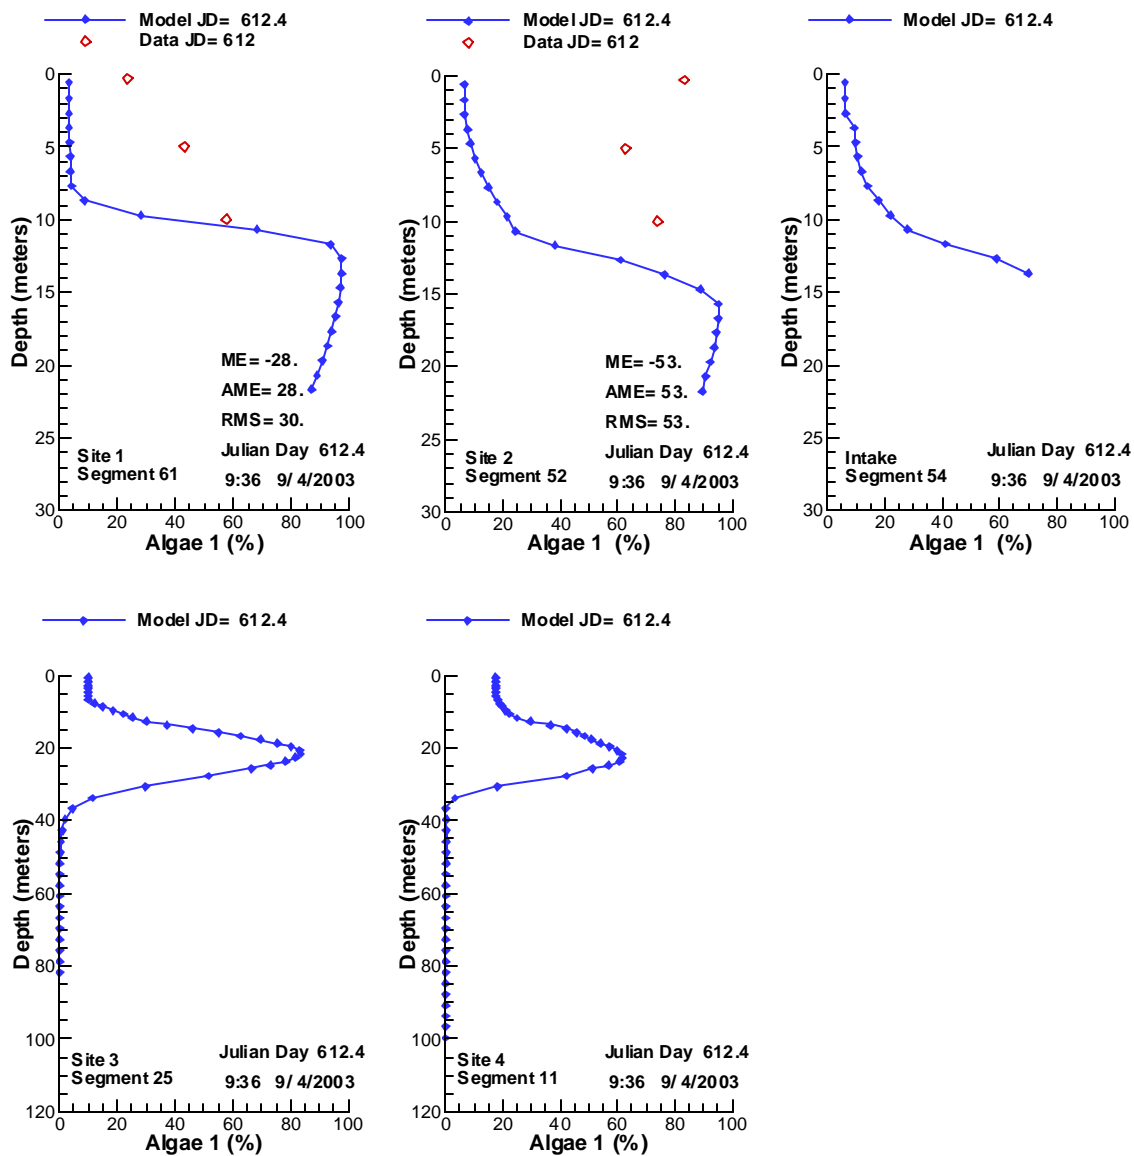 Model JD= 612.4
Data JD= 612
0
5
10
15
20
25
30
Depth (meters)
ME= -28.
AME= 28.
RMS= 30.
Site 1
Segment 61
Julian Day 612.4
9:36 9/ 4/2003
0 20 40 60 80 100
Algae 1 (%)
Model JD= 612.4
Data JD= 612
0
5
10
15
20
25
30
Depth (meters)
ME= -53.
AME= 53.
RMS= 53.
Site 2
Segment 52
Julian Day 612.4
9:36 9/ 4/2003
0 20 40 60 80 100
Algae 1 (%)
Model JD= 612.4
0
5
10
15
20
25
30
Depth (meters)
Intake
Segment 54
Julian Day 612.4
9:36 9/ 4/2003
0 20 40 60 80 100
Algae 1 (%)
Model JD= 612.4
0
20
40
60
80
100
120
Depth (meters)
Site 3
Segment 25
Julian Day 612.4
9:36 9/ 4/2003
0 20 40 60 80 100
Algae 1 (%)
Model JD= 612.4
0
20
40
60
80
100
120
Depth (meters)
Site 4
Segment 11
Julian Day 612.4
9:36 9/ 4/2003
0 20 40 60 80 100
Algae 1 (%)